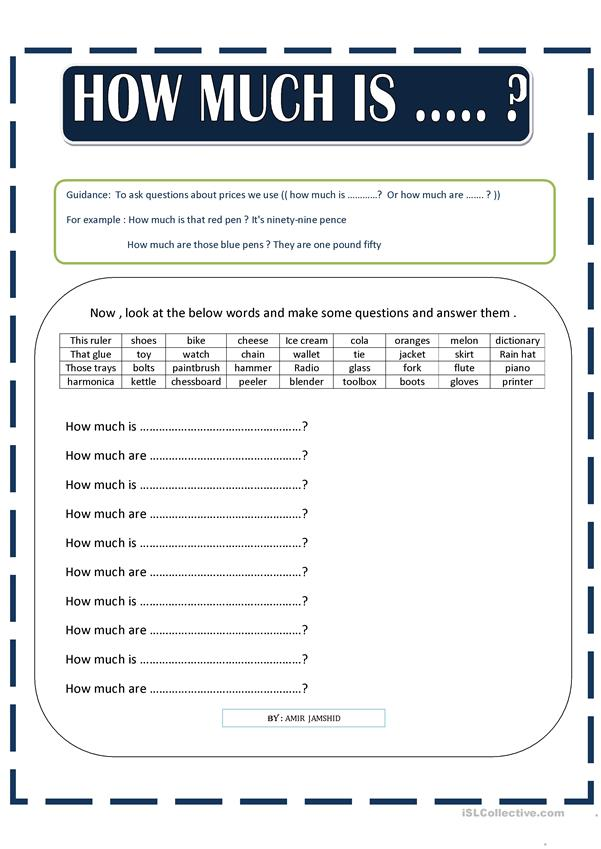 HOW MUCH IS ..... ?
Guidance:  To ask questions about prices we use (( how much is ...........?  Or how much are ....... ? ))
For example : How much is that red pen ? It's ninety-nine pence
How much are those blue pens ? They are one pound fifty
Now , look at the below words and make some questions and answer them .
This ruler shoes bike cheese Ice cream cola oranges melon dictionary
That glue toy watch chain wallet tie jacket skirt Rain hat
Those trays bolts paintbrush hammer Radio glass fork flute piano
harmonica kettle chessboard peeler blender toolbox boots gloves printer
How much is ..................................................?
How much are ...............................................?
How much is ..................................................?
How much are ...............................................?
How much is ..................................................?
How much are ...............................................?
How much is ..................................................?
How much are ...............................................?
How much is ..................................................?
How much are ...............................................?
BY : AMIR JAMSHID
iSLCollective.com